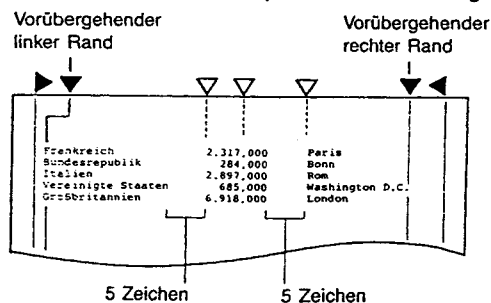 Vorübergehender linker Rand
Vorübergehender rechter Rand
Frankreich 2.317,000 Paris
Bundesrepublik 284,000 Bonn
Italien 2.897,000 Rom
Vereinigte Staaten 685,000 Washington D.C.
Großbritannien 6.918,000 London
5 Zeichen 5 Zeichen